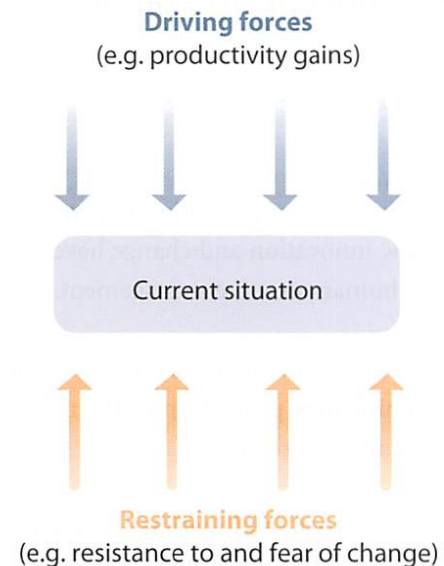 Driving forces
(e.g. productivity gains)
Current situation
Restraining forces
(e.g. resistance to and fear of change)